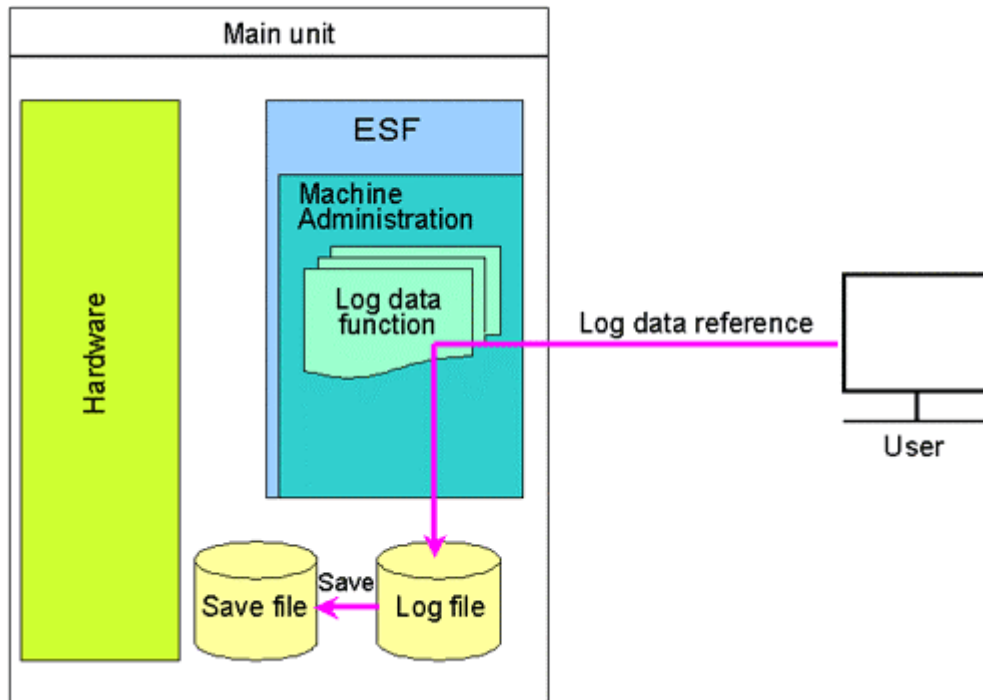 Main unit
ESF
Machine
Administration
Log data
function
Hardware
Log data reference
User
Save
Save file
Log file